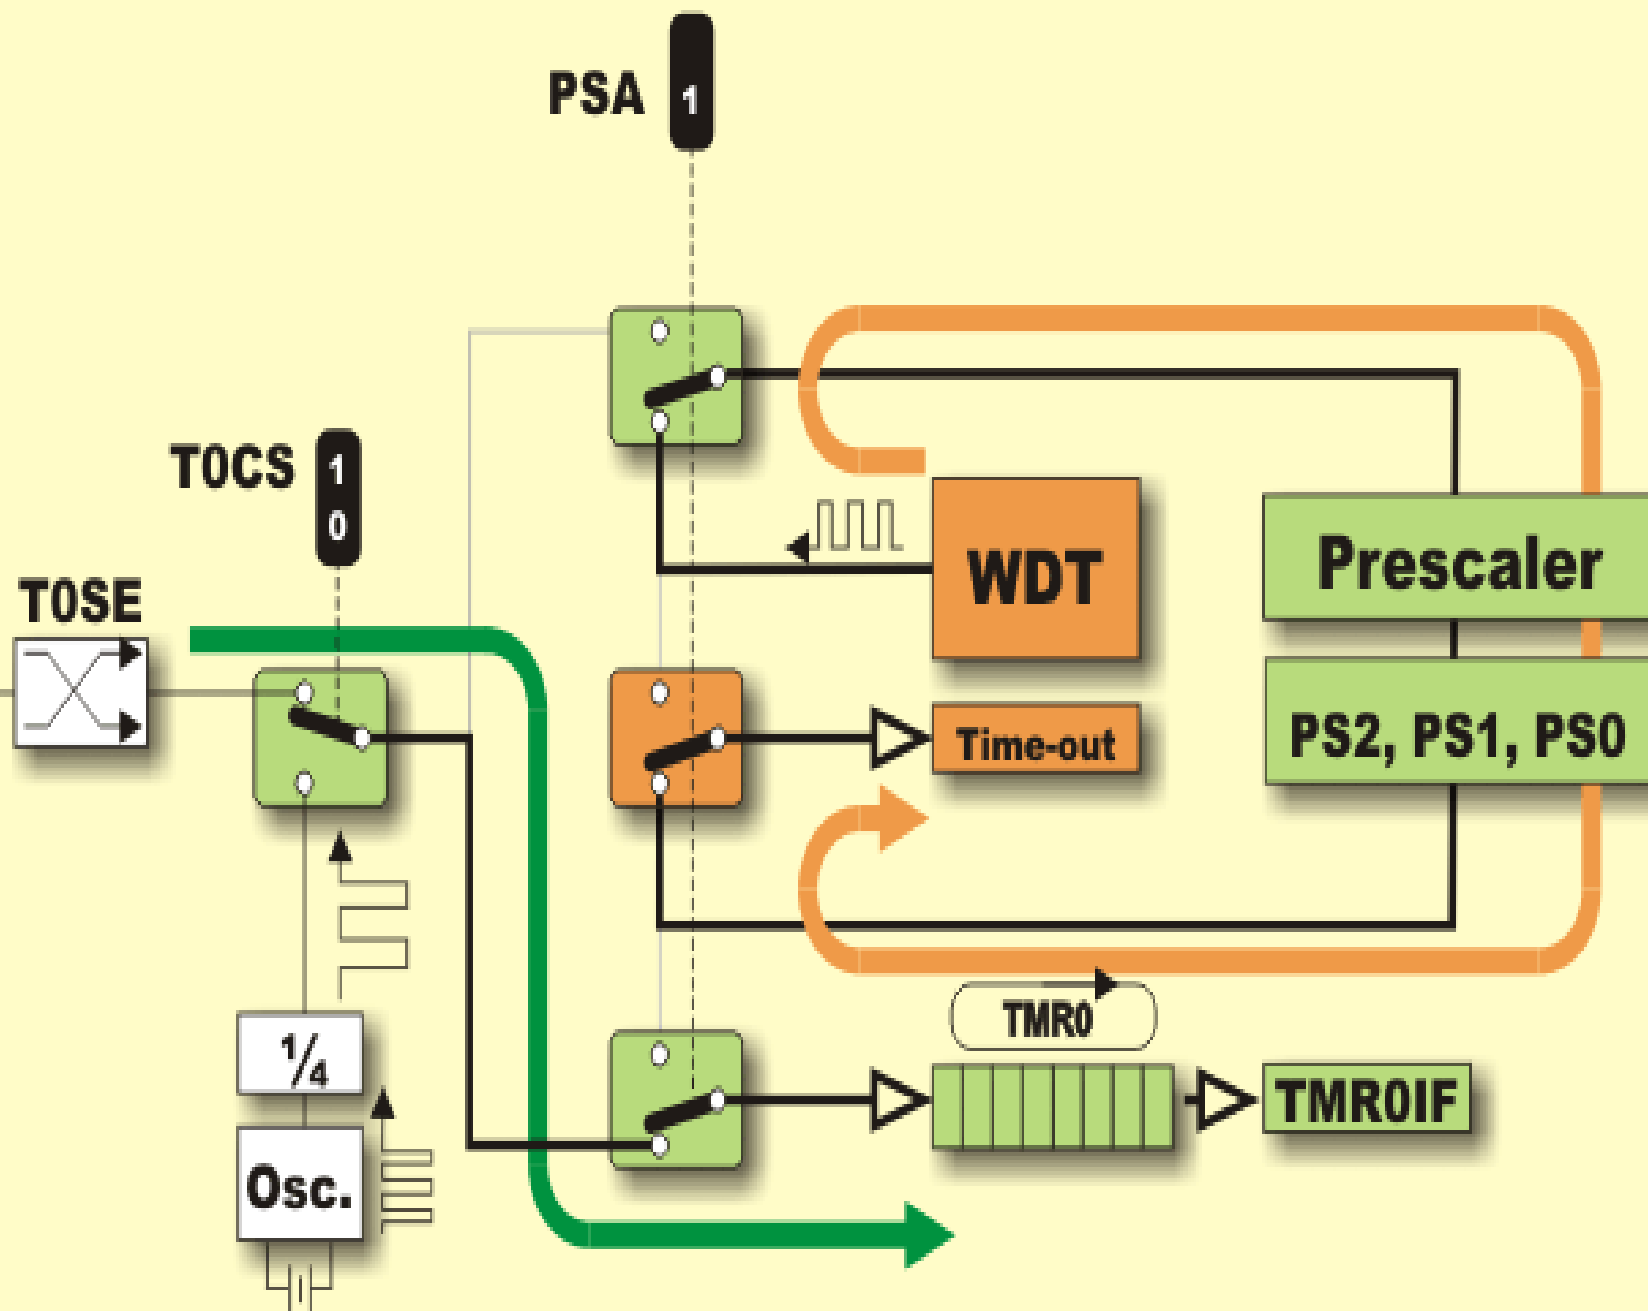 PSA 1
T0CS 1
0
T0SE
WDT
Prescaler
PS2, PS1, PS0
Time-out
TMR0
1/4
TMR0IF
Osc.